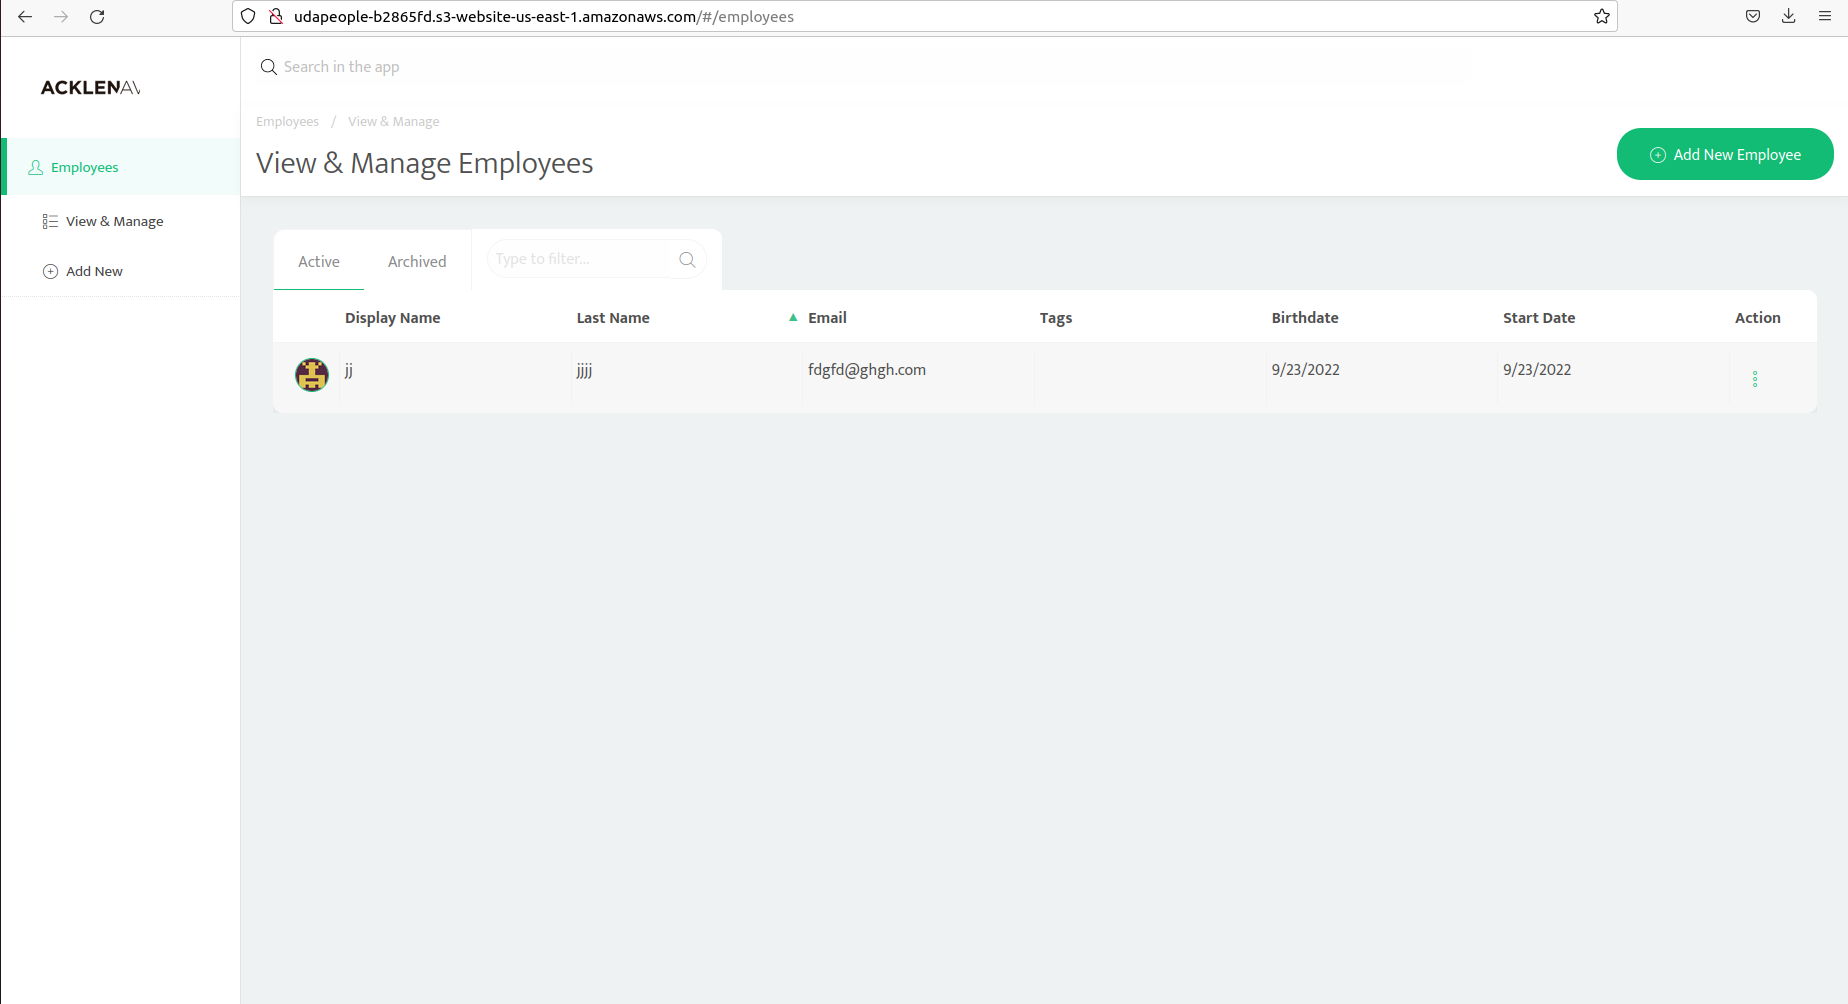 udapeople-b2865fd.s3-website-us-east-1.amazonaws.com/#/employees
Search in the app
ACKLENAV
Employees / View & Manage
View & Manage Employees
Add New Employee
Employees
View & Manage
Add New
Active Archived Type to filter...
Display Name Last Name Email Tags Birthdate Start Date Action
jj jjjj fdgfd@ghgh.com 9/23/2022 9/23/2022